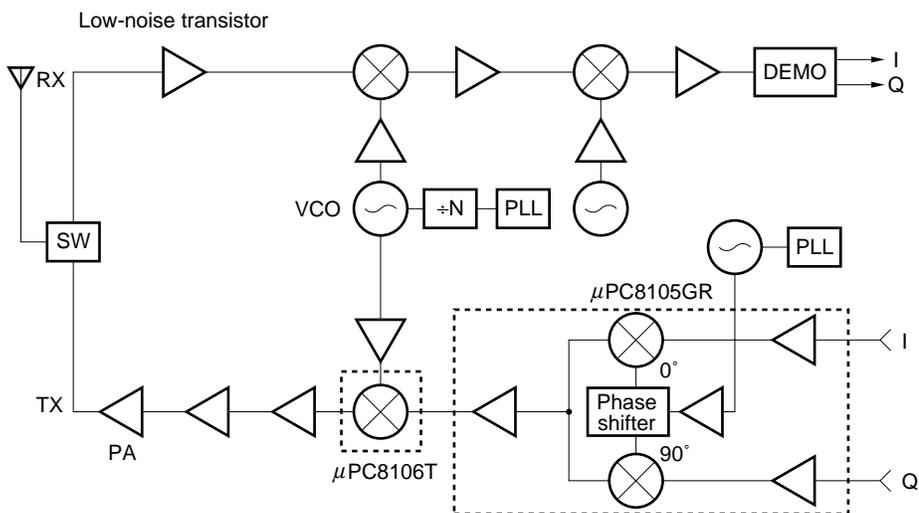 Low-noise transistor
RX
DEMO
I
Q
VCO
÷N
PLL
SW
PLL
µPC8105GR
I
0°
TX
Phase
shifter
PA
90°
µPC8106T
Q